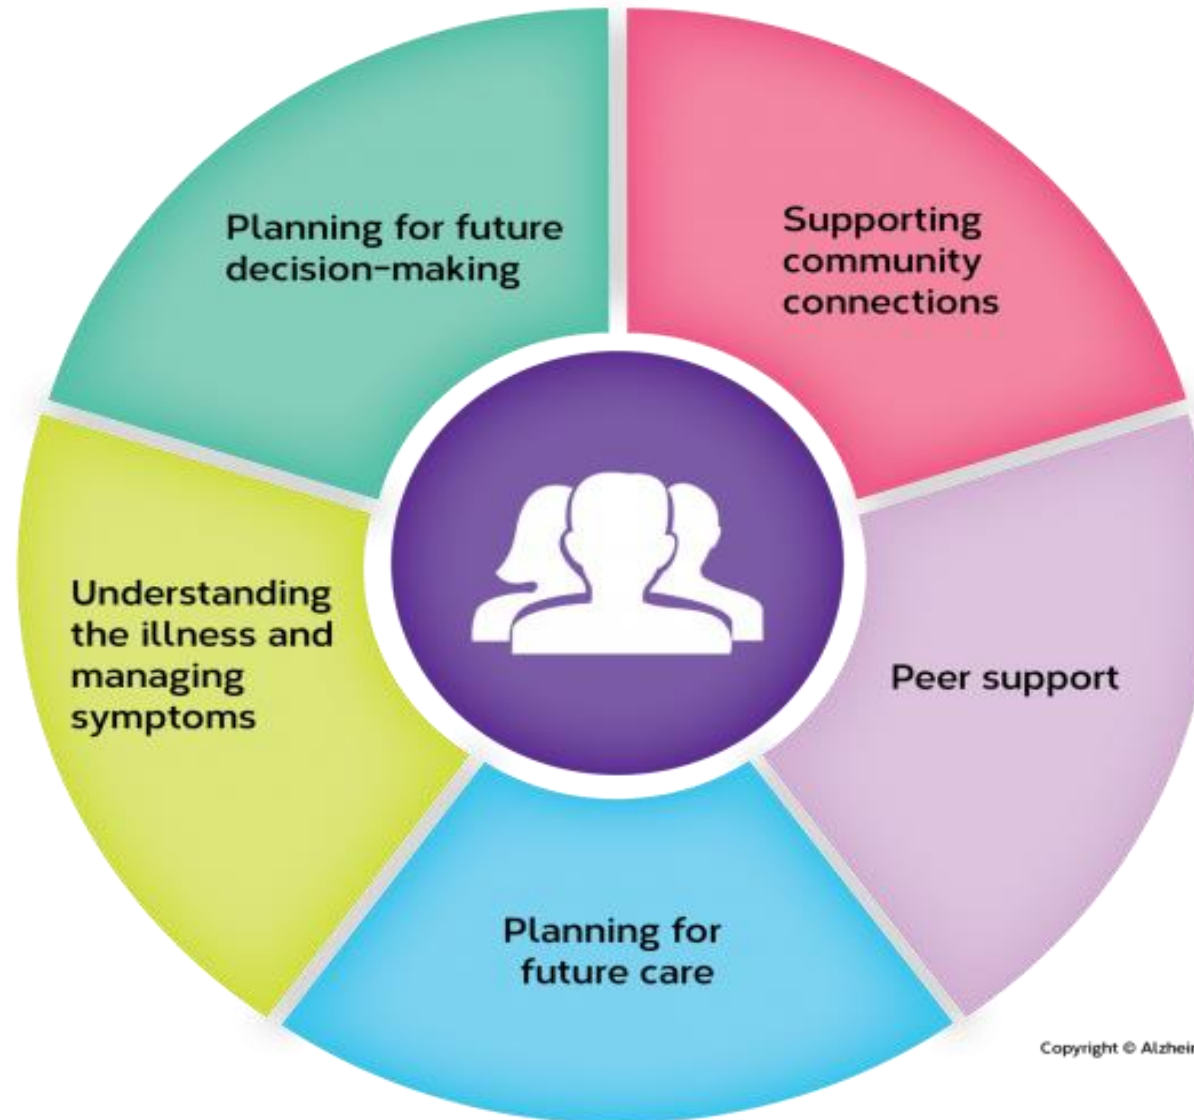 Planning for future
decision-making
Supporting
community
connections
Understanding
the illness and
managing
symptoms
Peer support
Planning for
future care
Copyright ©